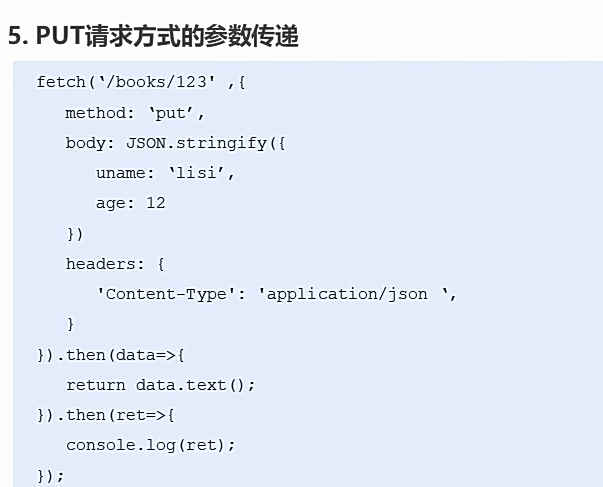 5. PUT请求方式的参数传递
fetch(‘/books/123' ,{
method: ‘put’,
body: JSON.stringify({
uname: ‘lisi’,
age: 12
})
headers: {
'Content-Type': 'application/json ‘,
}
}).then(data=>{
return data.text();
}).then(ret=>{
console.log(ret);
});